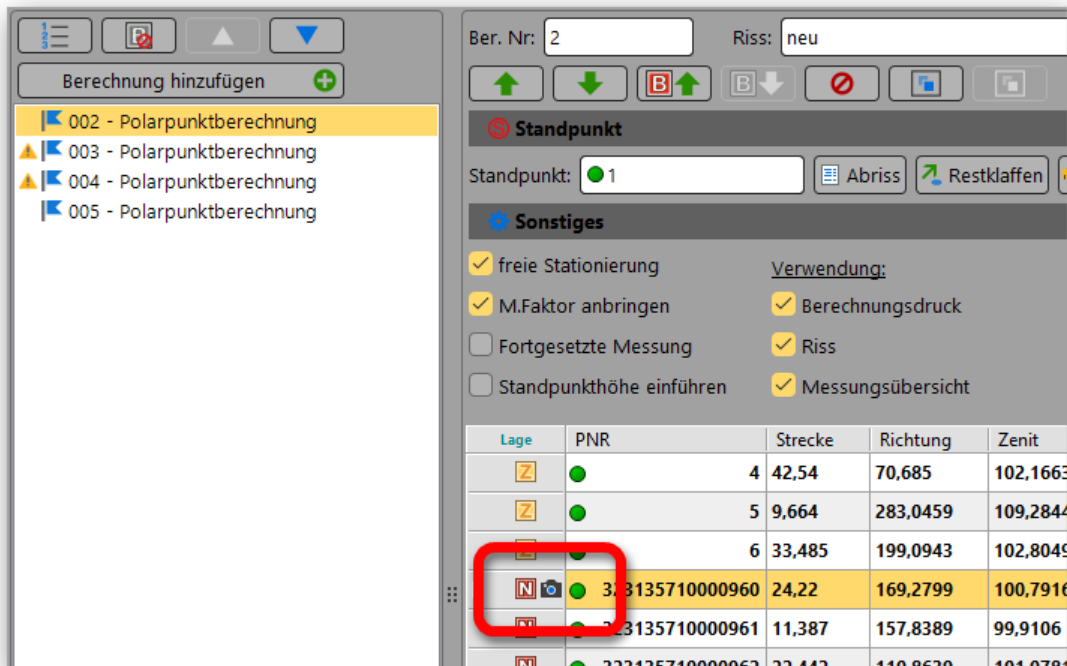 Ber. Nr: 2 Riss: neu
Berechnung hinzufügen
B B
002 - Polarpunktberechnung
003 - Polarpunktberechnung
004 - Polarpunktberechnung
005 - Polarpunktberechnung
Standpunkt
Standpunkt: 1 Abriss Restklaffen
Sonstiges
freie Stationierung Verwendung:
M.Faktor anbringen Berechnungsdruck
Fortgesetzte Messung Riss
Standpunkthöhe einführen Messungsübersicht
Lage PNR Strecke Richtung Zenit
Z 4 42,54 70,685 102,1663
Z 5 9,664 283,0459 109,2844
Z 6 33,485 199,0943 102,8049
N 323135710000960 24,22 169,2799 100,7916
N 323135710000961 11,387 157,8389 99,9106